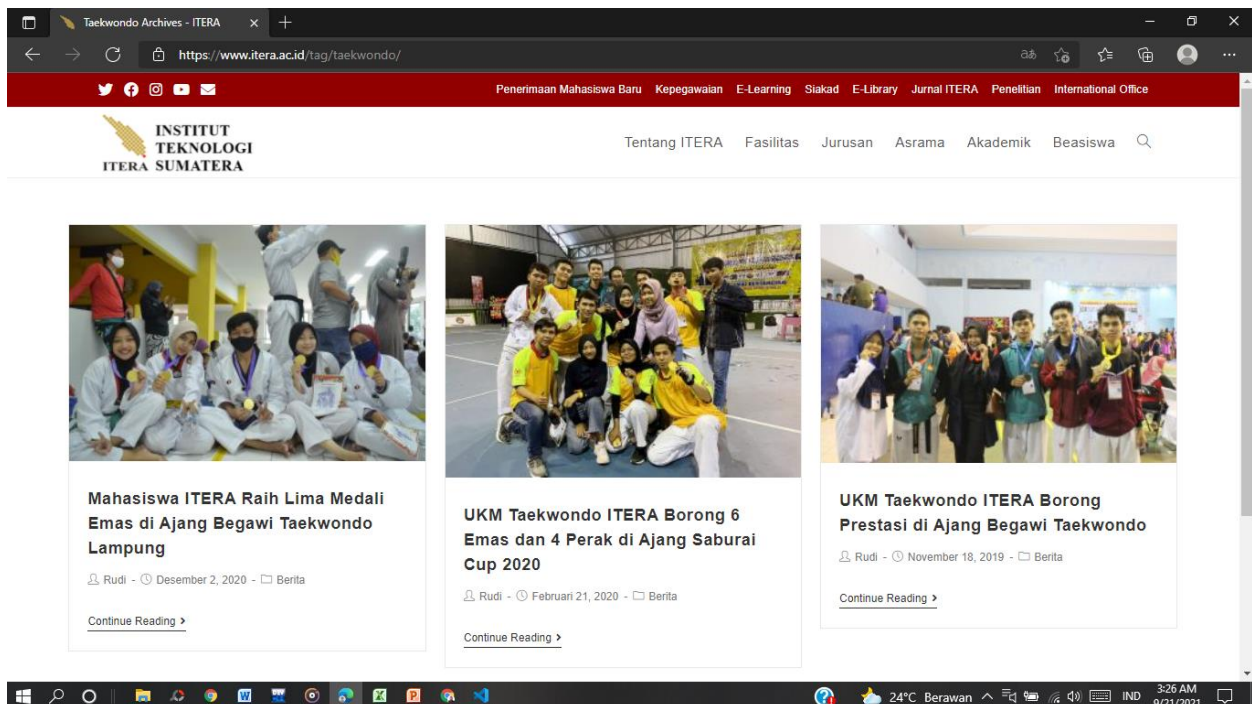 Taekwondo Archives - ITERA
https://www.itera.ac.id/tag/taekwondo/
Penerimaan Mahasiswa Baru Kepegawaian E-Learning Siakad E-Library Jurnal ITERA Penelitian International Office
INSTITUT
TEKNOLOGI
ITERA SUMATERA
Tentang ITERA Fasilitas Jurusan Asrama Akademik Beasiswa
Mahasiswa ITERA Raih Lima Medali
Emas di Ajang Begawi Taekwondo
Lampung
Rudi - Desember 2, 2020 - Berita
Continue Reading >
UKM Taekwondo ITERA Borong 6
Emas dan 4 Perak di Ajang Saburai
Cup 2020
Rudi - Februari 21, 2020 - Berita
Continue Reading >
UKM Taekwondo ITERA Borong
Prestasi di Ajang Begawi Taekwondo
Rudi - November 18, 2019 - Berita
Continue Reading >
24°C Berawan
IND
3:26 AM
9/21/2021